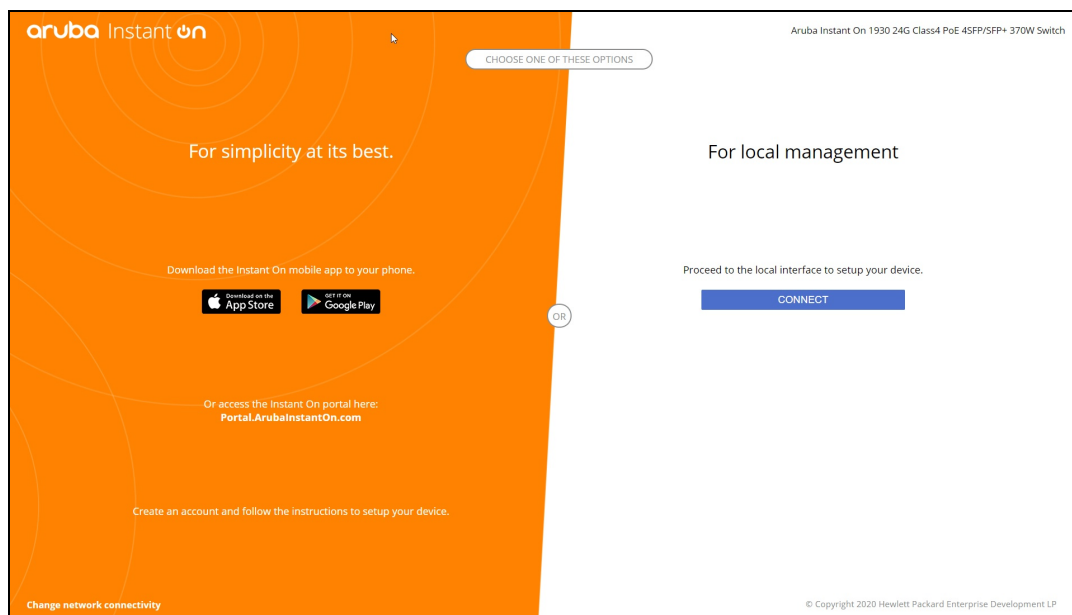 aruba Instant on
Aruba Instant On 1930 24G Class4 PoE 4SFP/SFP+ 370W Switch
CHOOSE ONE OF THESE OPTIONS
For simplicity at its best.
Download the Instant On mobile app to your phone.
Download on the
App Store
GET IT ON
Google Play
Or access the Instant On portal here:
Portal.ArubaInstantOn.com
Create an account and follow the instructions to setup your device.
Change network connectivity
OR
For local management
Proceed to the local interface to setup your device.
CONNECT
© Copyright 2020 Hewlett Packard Enterprise Development LP